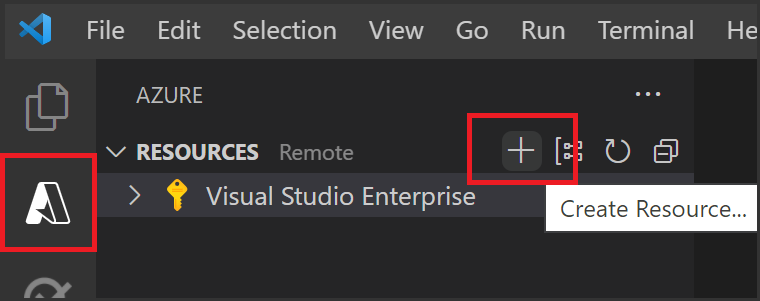 File Edit Selection View Go Run Terminal He
AZURE
RESOURCES Remote
Visual Studio Enterprise
Create Resource...